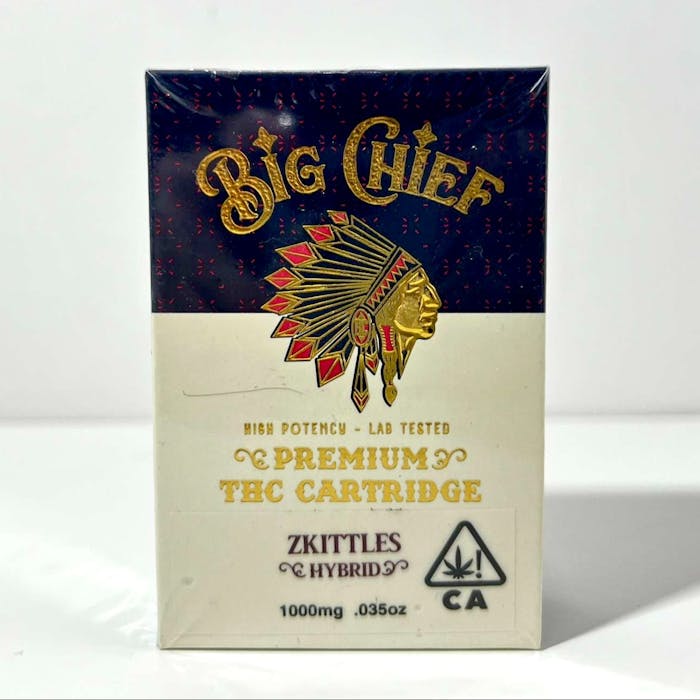 BIG CHIEF
HIGH POTENCY - LAB TESTED
PREMIUM
THC CARTRIDGE
ZKITTLES
HYBRID
1000mg .035oz
!
CA